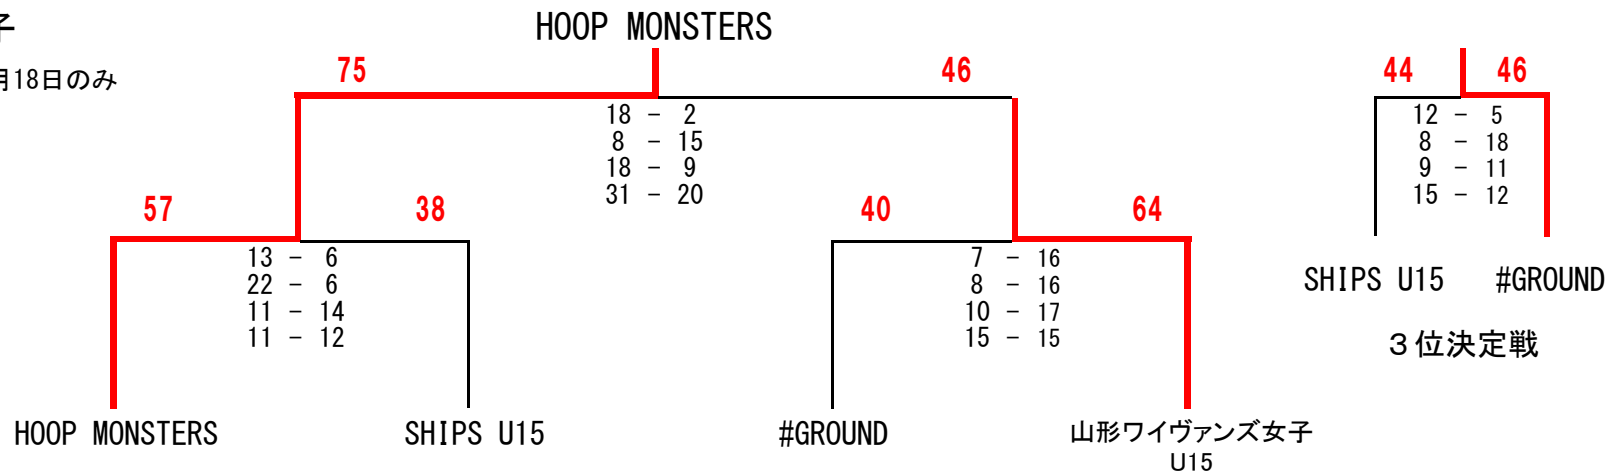 子
月18日のみ
HOOP MONSTERS
75 46
18 - 2
8 - 15
18 - 9
31 - 20
57 38
13 - 6
22 - 6
11 - 14
11 - 12
40 64
7 - 16
8 - 16
10 - 17
15 - 15
HOOP MONSTERS
SHIPS U15
#GROUND
山形ワイヴァンズ女子
U15
44 46
12 - 5
8 - 18
9 - 11
15 - 12
SHIPS U15 #GROUND
３位決定戦